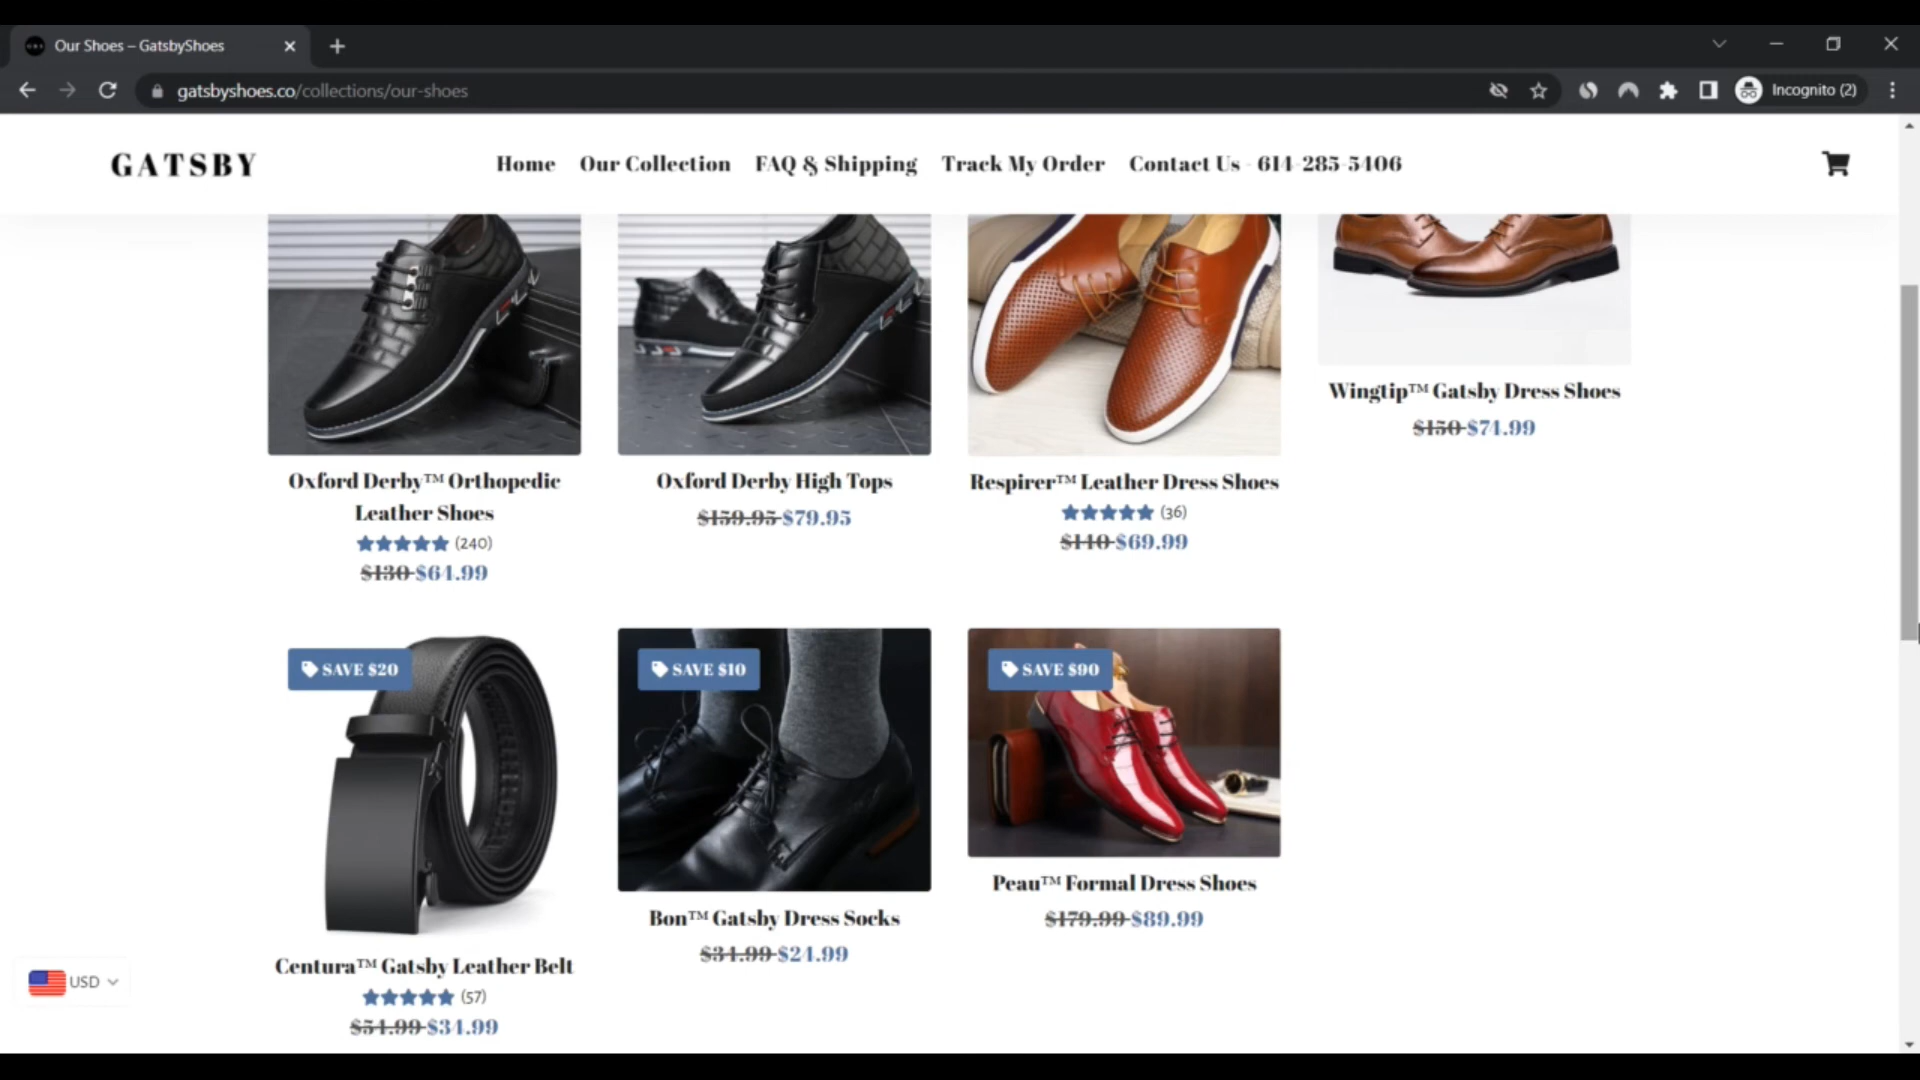 Our Shoes – GatsbyShoes
gatsbyshoes.co/collections/our-shoes
Incognito (2)
GATSBY
Home
Our Collection
FAQ & Shipping
Track My Order
Contact Us - 614-285-5406
Oxford Derby™ Orthopedic
Leather Shoes
(240)
$130 $64.99
Oxford Derby High Tops
$159.95 $79.95
Respirer™ Leather Dress Shoes
(36)
$140 $69.99
Wingtip™ Gatsby Dress Shoes
$150 $74.99
SAVE $20
Centura™ Gatsby Leather Belt
(57)
$54.99 $34.99
SAVE $10
Bon™ Gatsby Dress Socks
$34.99 $24.99
SAVE $90
Peau™ Formal Dress Shoes
$179.99 $89.99
USD